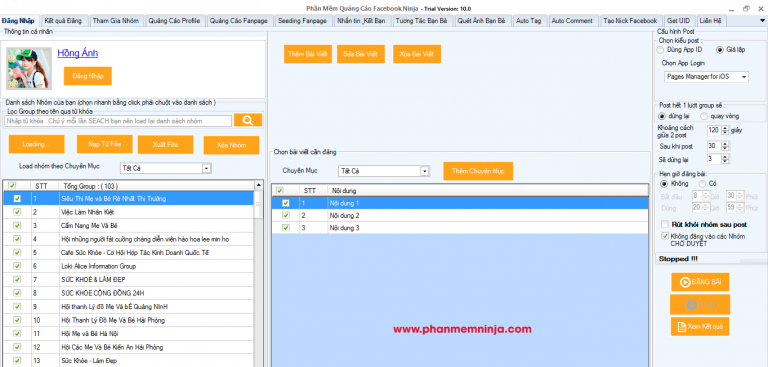 Phần Mềm Quảng Cáo Facebook Ninja - Trial Version: 10.0
Đăng Nhập Kết quả Đăng Tham Gia Nhóm Quảng Cáo Profile Quảng Cáo Fanpage Seeding Fanpage Nhắn tin _Kết Bạn Tương Tác Bạn Bè Quét Ảnh Bạn Bè Auto Tag Auto Comment Tạo Nick Facebook Get UID Liên Hệ
Thông tin cá nhân
Hồng Ánh
Đăng Nhập
Danh sách Nhóm của bạn (chọn nhanh bằng click phải chuột vào danh sách )
Lọc Group theo tên quá từ khóa
Nhập từ khóa . Chú ý mỗi lần SEACH bạn nên load lại danh sách nhóm
Loading... Nạp Từ File Xuất File Xóa Nhóm
Load nhóm theo Chuyên Mục Tất Cả
STT Tổng Group : ( 103 )
1 Siêu Thị Mẹ và Bé Rẻ Nhất Thị Trường
2 Việc Làm Nhân Kiệt
3 Cẩm Nang Mẹ Và Bé
4 Hội những người fát cuồng chàng diễn viên hào hoa lee min ho
5 Cafe Sức Khỏe - Cơ Hội Hợp Tác Kinh Doanh Quốc Tế
6 Loki Alice Information Group
7 SỨC KHOẺ & LÀM ĐẸP
8 SỨC KHOẺ CỘNG ĐỒNG 24H
9 Hội thanh Lý đồ Mẹ Và bÉ Quảng NInH
10 Hội Thanh Lý Đồ Mẹ Và Bé Hải Phòng
11 Hội Mẹ và Bé Hà Nội
12 Hội Các Mẹ Và Bé Kiến An Hải Phòng
13 Sức Khỏe - Làm Đẹp
Thêm Bài Viết Sửa Bài Viết Xóa Bài Viết
Chọn bài viết cần đăng
Chuyên Mục Tất Cả Thêm Chuyên Mục
STT Nội dung
1 Nội dung 1
2 Nội dung 2
3 Nội dung 3
www.phanmemninja.com
Cấu hình Post
Chọn kiểu post :
Dùng App ID Giả lập
Chọn App Login
Pages Manager for iOS
Post hết 1 lượt group sẽ :
dừng lại quay vòng
Khoảng cách giữa 2 post 120 giây
Sau khi post 30
Sẽ dừng lại 3
Hẹn giờ đăng bài:
Không Có
Bắt đầu: 8 Giờ 30 Phút
Dừng: 20 Giờ 59 Phút
Rút khỏi nhóm sau post
Không đăng vào các Nhóm
CHỜ DUYỆT
Stopped !!!
ĐĂNG BÀI
Xem Kết quả